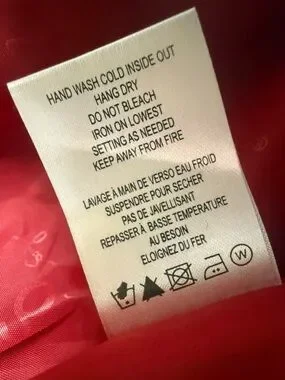 HAND WASH COLD INSIDE OUT
HANG DRY
DO NOT BLEACH
IRON ON LOWEST
SETTING AS NEEDED
KEEP AWAY FROM FIRE
LAVAGE À MAIN DE VERSO EAU FROID
SUSPENDRE POUR SECHER
PAS DE JAVELLISANT
REPASSER À BASSE TEMPERATURE
AU BESOIN
ELOIGNEZ DU FER
W